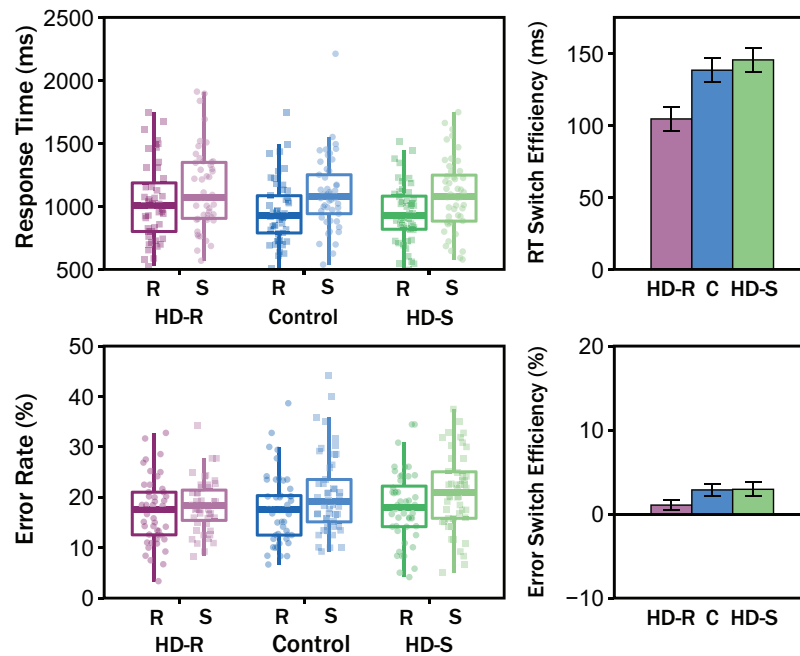 Response Time (ms)
2500
2000
1500
1000
500
R S R S R S
HD-R Control HD-S
RT Switch Efficiency (ms)
150
100
50
0
HD-R C HD-S
Error Rate (%)
50
40
30
20
10
0
R S R S R S
HD-R Control HD-S
Error Switch Efficiency (%)
20
10
0
−10
HD-R C HD-S